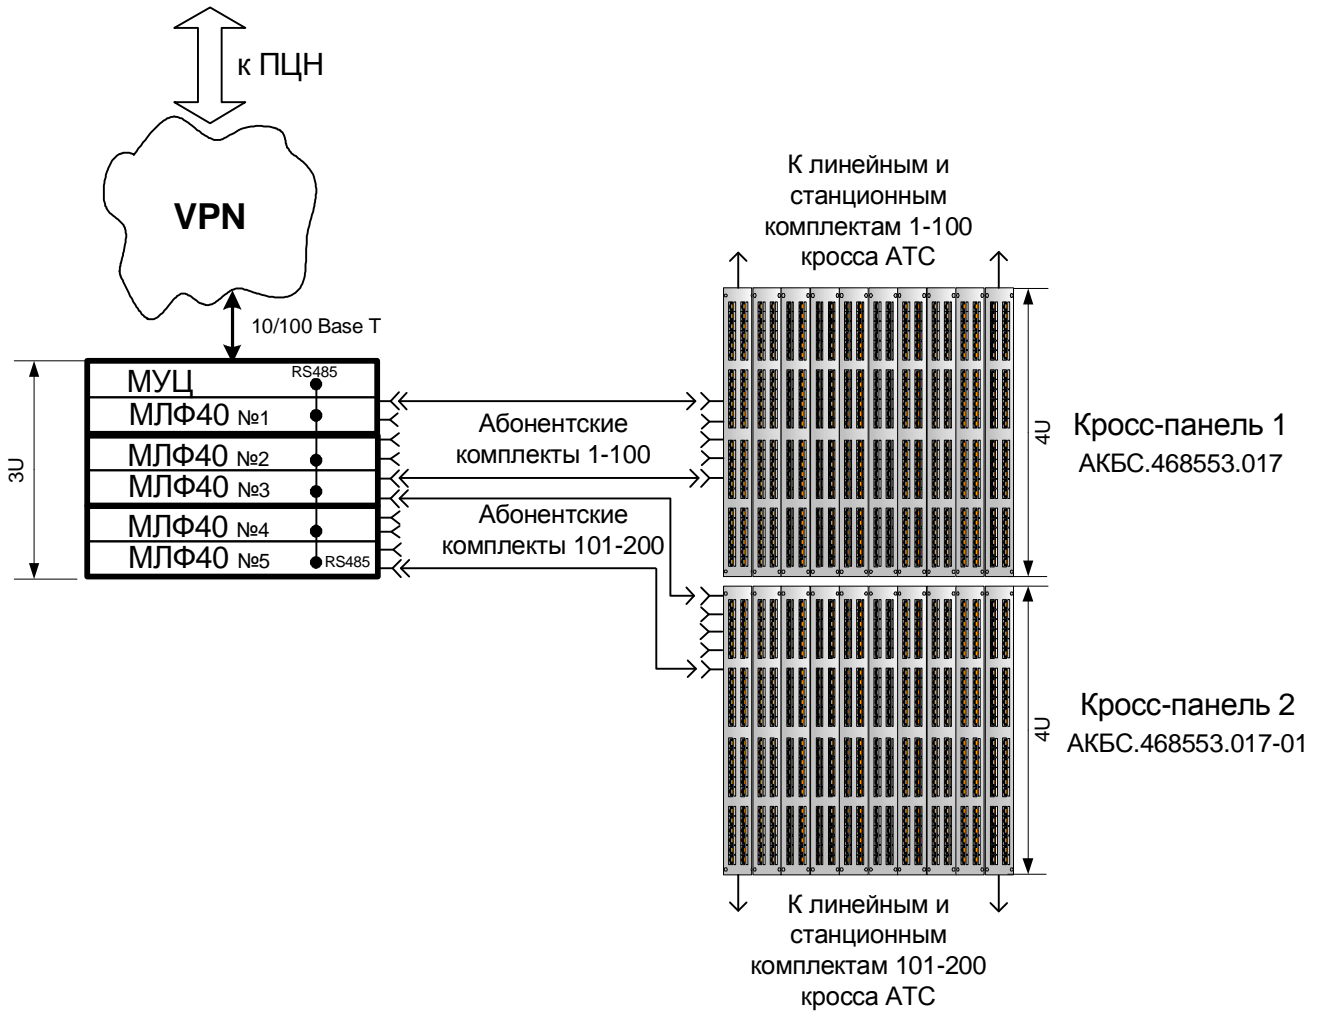 к ПЦН
VPN
10/100 Base T
К линейным и
станционным
комплектам 1-100
кросса АТС
3U
МУЦ
RS485
МЛФ40 №1
МЛФ40 №2
МЛФ40 №3
МЛФ40 №4
МЛФ40 №5
RS485
Абонентские
комплекты 1-100
Абонентские
комплекты 101-200
4U
Кросс-панель 1
АКБС.468553.017
4U
Кросс-панель 2
АКБС.468553.017-01
К линейным и
станционным
комплектам 101-200
кросса АТС